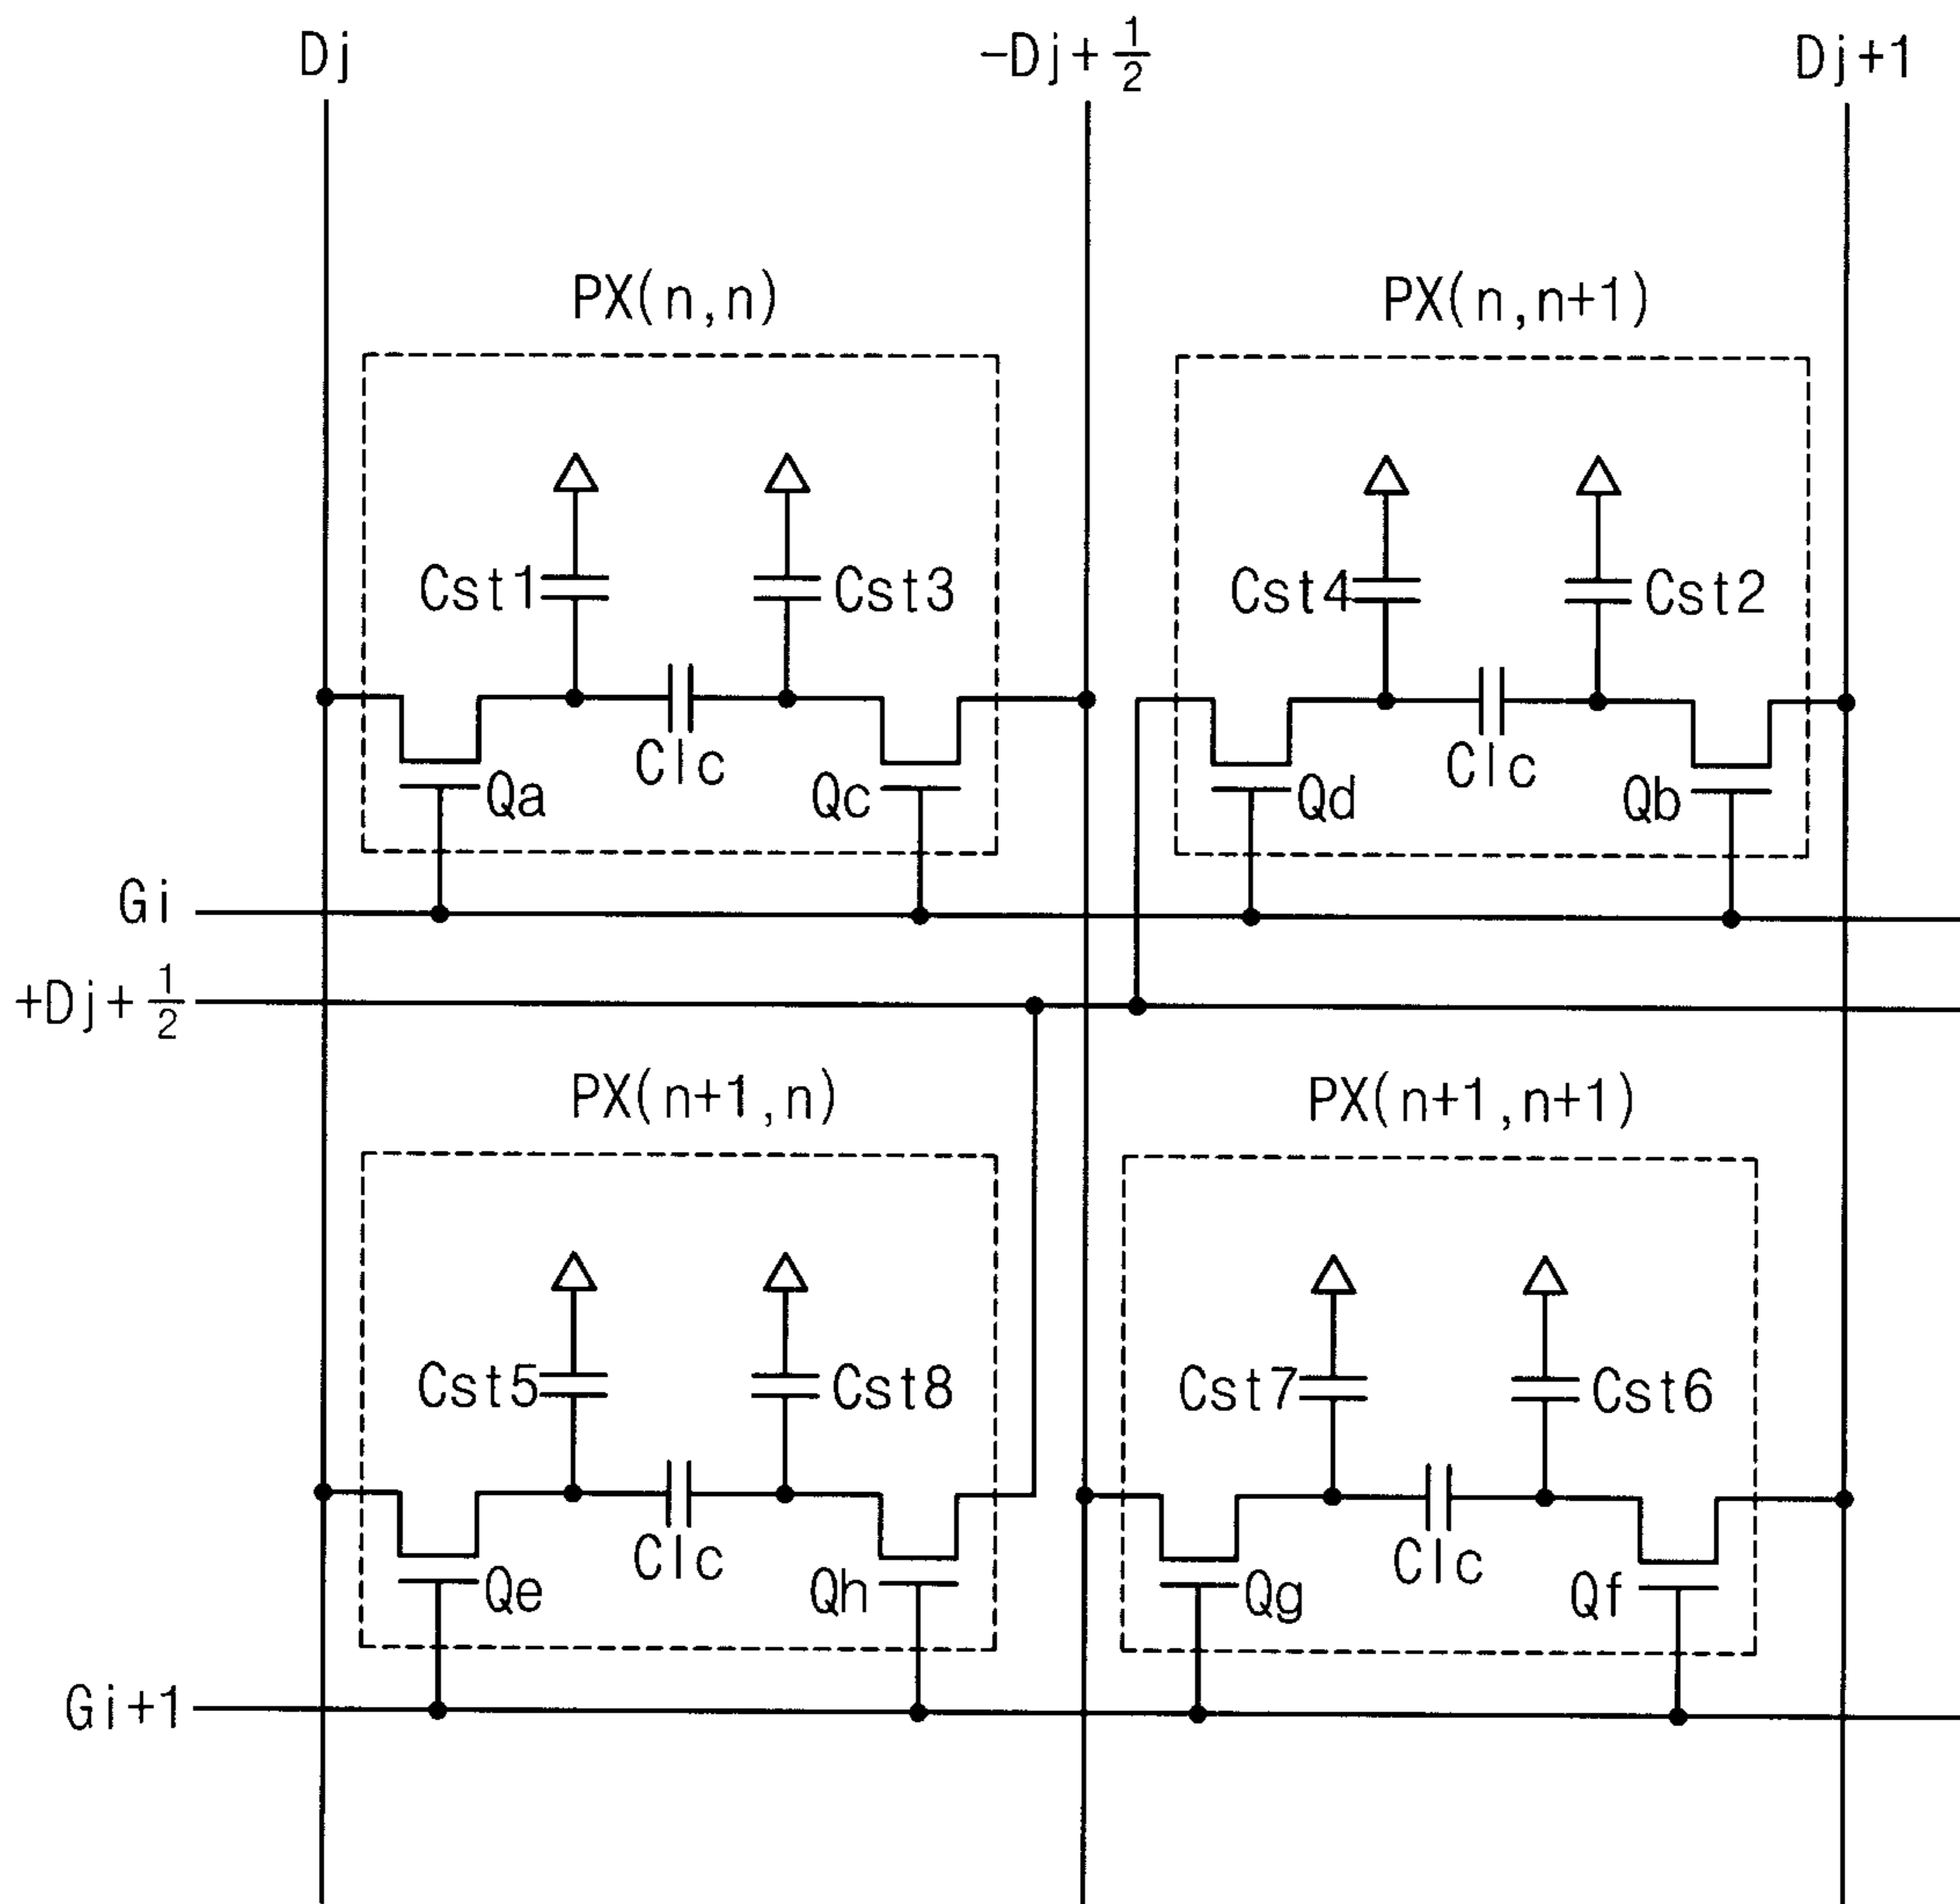 Dj -Dj+1/2 Dj+1
PX(n,n) PX(n,n+1)
Cst1 Cst3 Cst4 Cst2
Clc Clc
Qa Qc Qd Qb
Gi
+Dj+1/2
PX(n+1,n) PX(n+1,n+1)
Cst5 Cst8 Cst7 Cst6
Clc Clc
Qe Qh Qg Qf
Gi+1